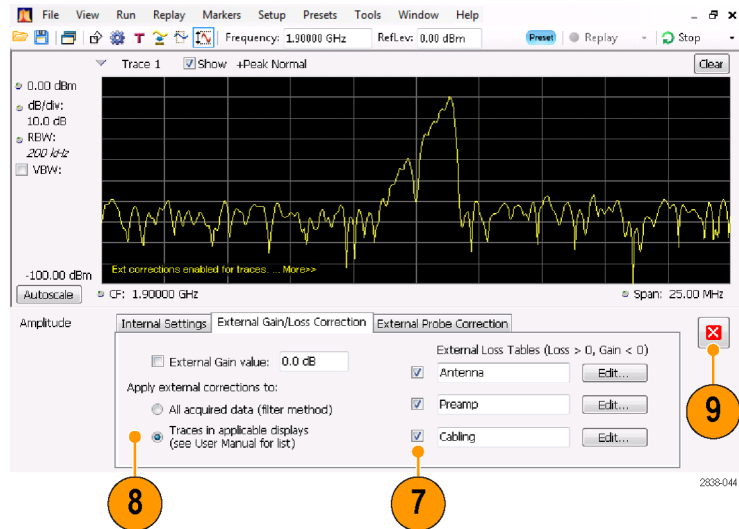 File View Run Replay Markers Setup Presets Tools Window Help
T Frequency: 1.90000 GHz RefLev: 0.00 dBm Preset Replay Stop
Trace 1 Show +Peak Normal Clear
0.00 dBm
dB/div:
10.0 dB
RBW:
200 kHz
VBW:
-100.00 dBm
Ext corrections enabled for traces. ... More>>
Autoscale CF: 1.90000 GHz Span: 25.00 MHz
Amplitude Internal Settings External Gain/Loss Correction External Probe Correction
External Loss Tables (Loss > 0, Gain < 0)
External Gain value: 0.0 dB
Antenna Edit...
Apply external corrections to:
All acquired data (filter method)
Preamp Edit...
Traces in applicable displays
(see User Manual for list)
Cabling Edit...
9
8
7
2838-044